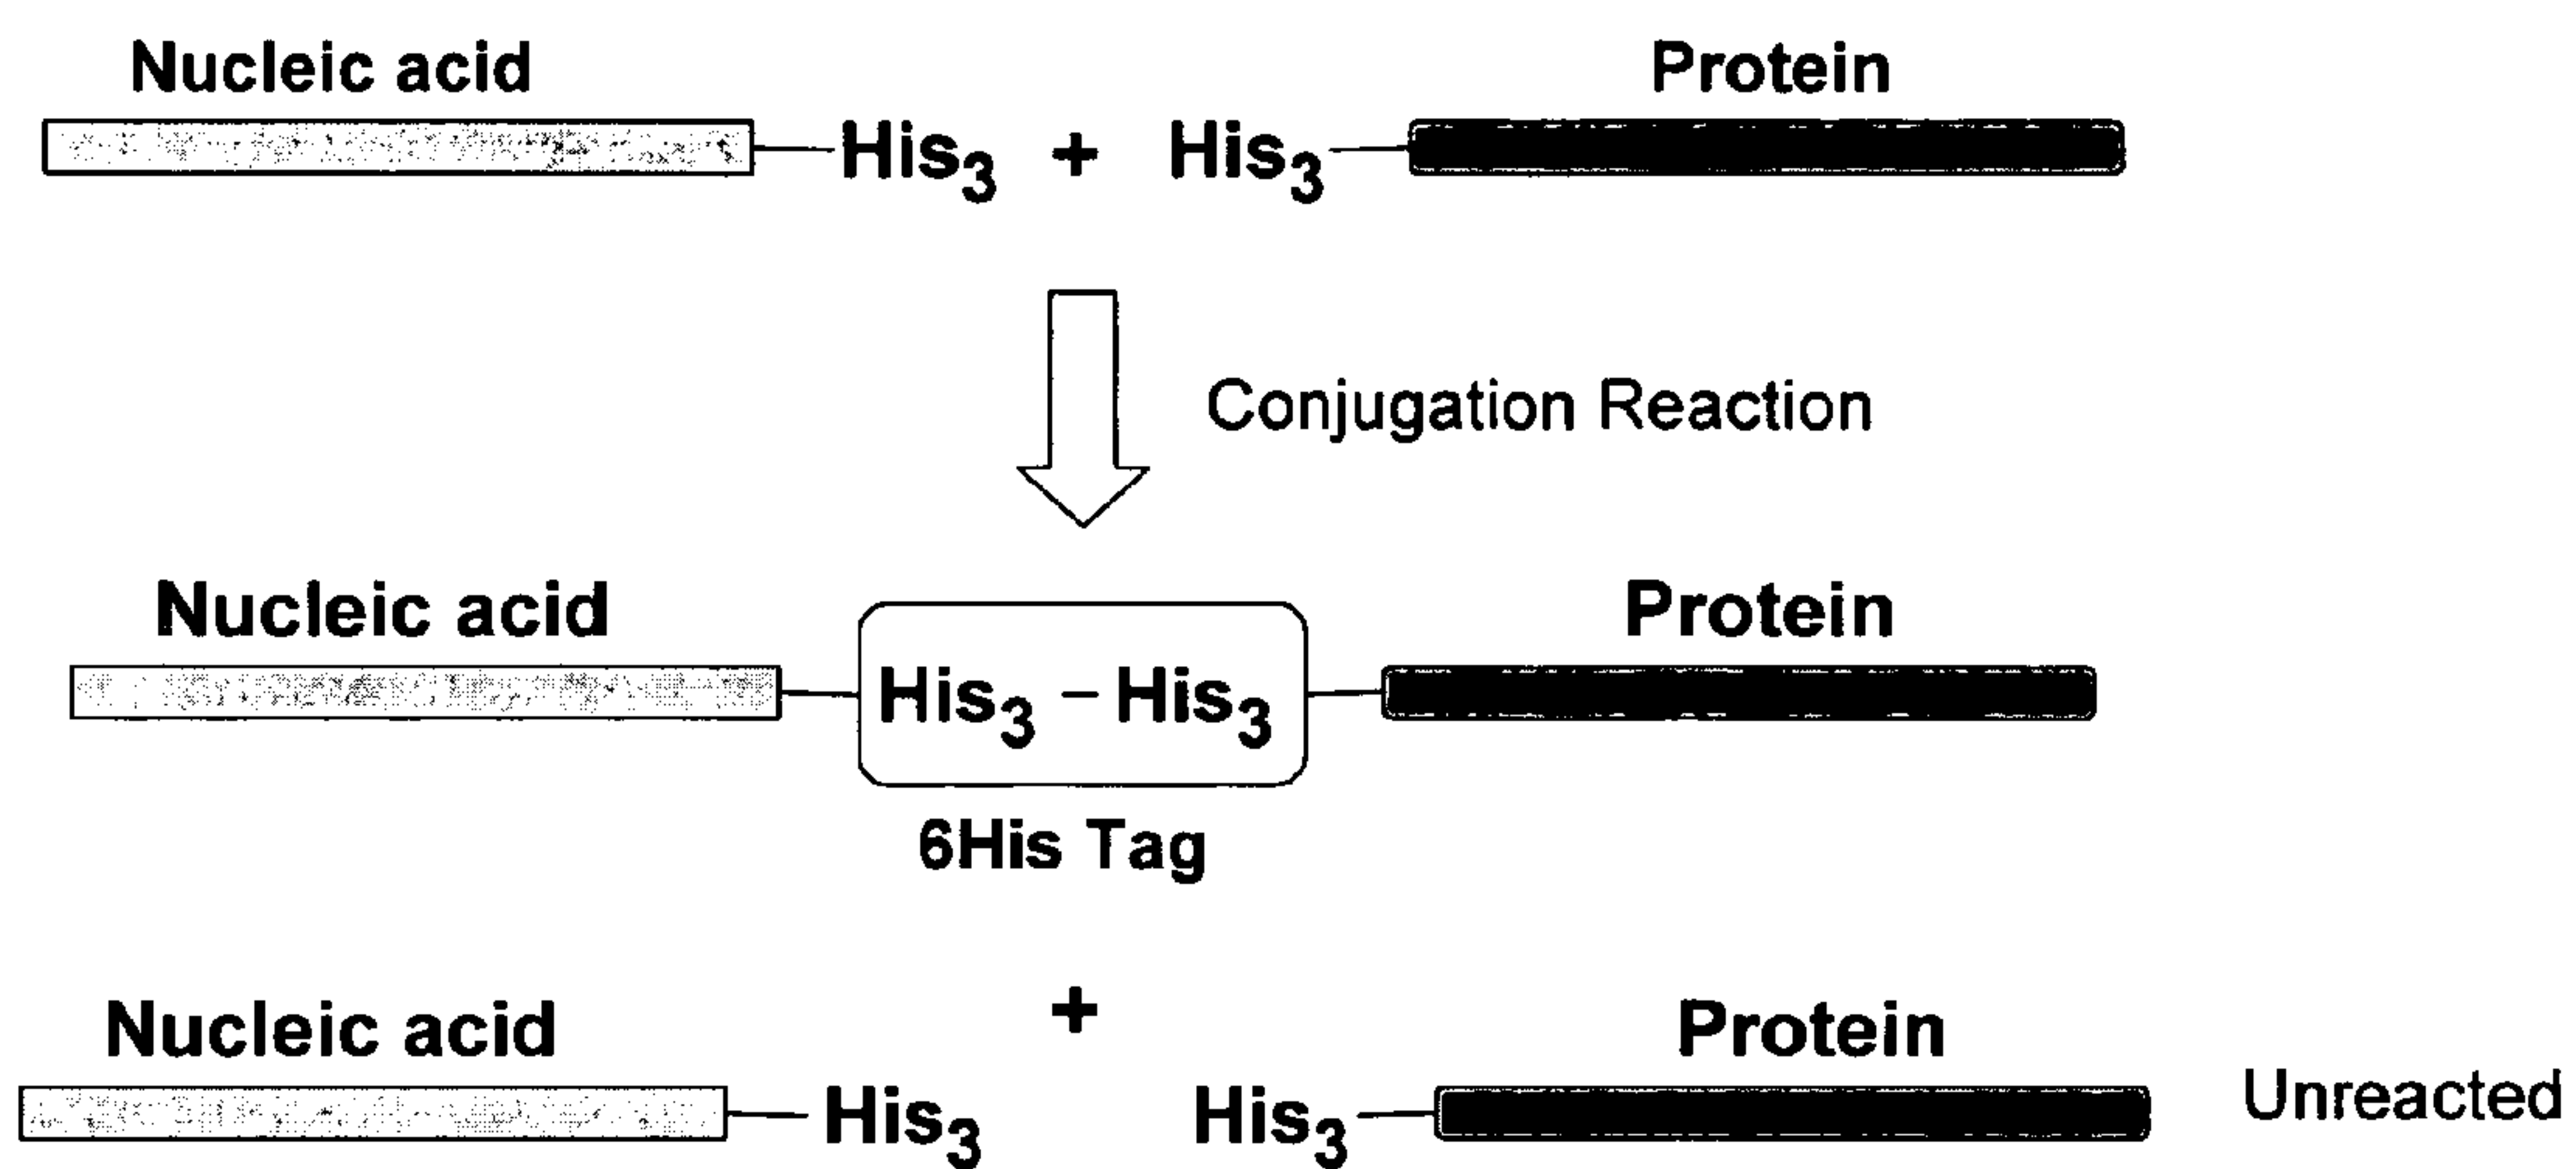 Nucleic acid Protein
His3 + His3
Conjugation Reaction
Nucleic acid Protein
His3 – His3
6His Tag
+
Nucleic acid Protein
His3 His3 Unreacted